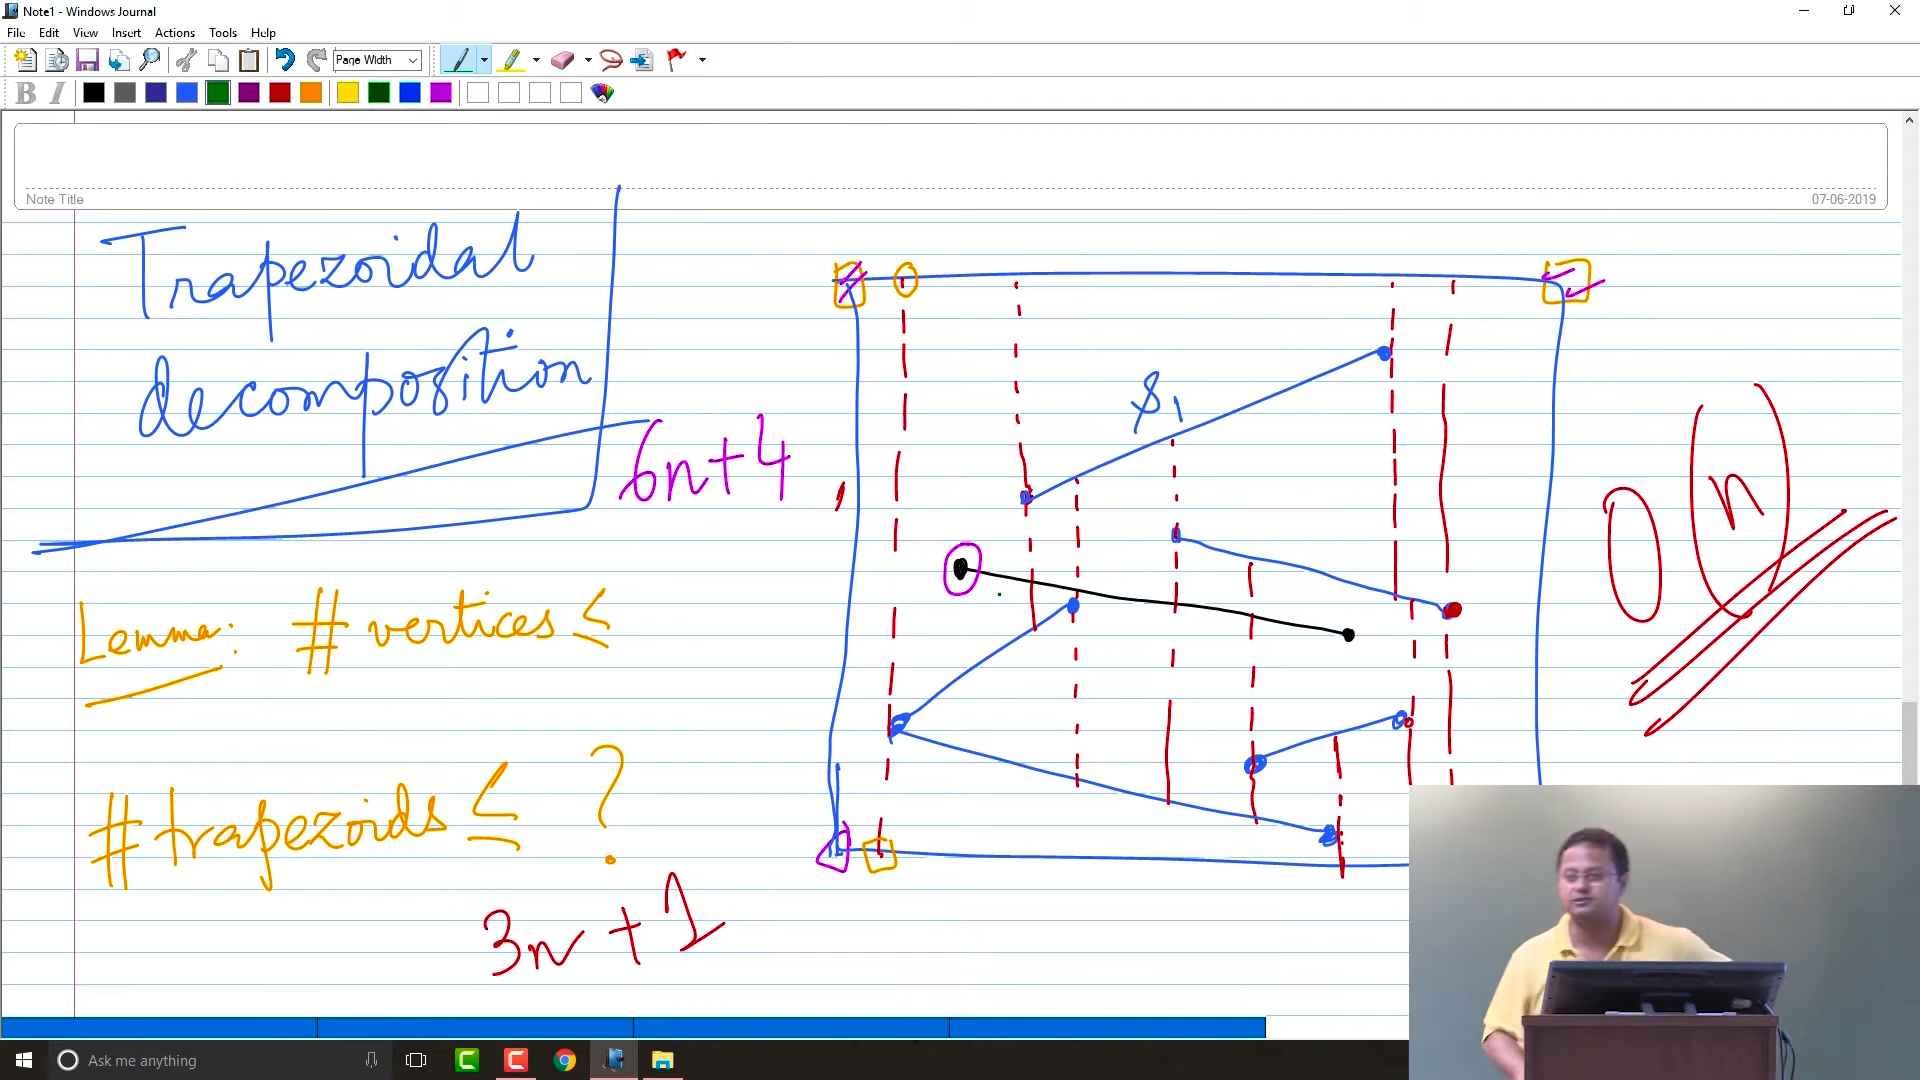 Note1 - Windows Journal
File Edit View Insert Actions Tools Help
Page Width
B I
Note Title
07-06-2019
Trapezoidal
decomposition
6n+4
Lemma: # vertices ≤
# trapezoids ≤ ?
3n + 1
s1
O(n)
Ask me anything